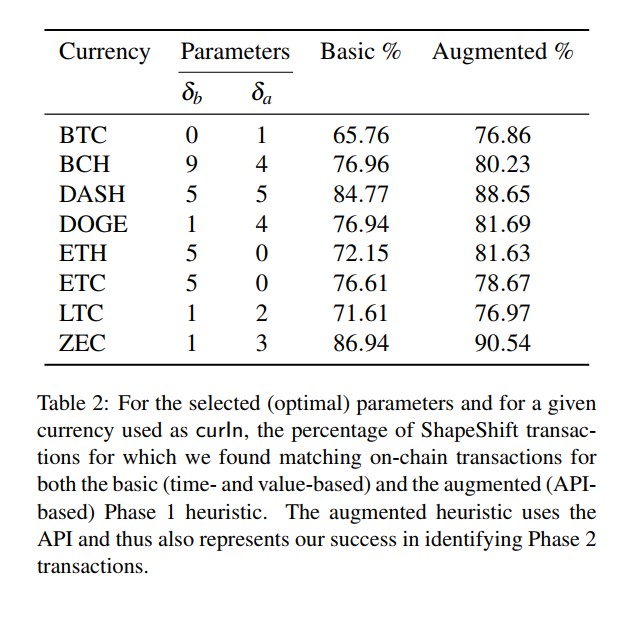 Currency Parameters Basic % Augmented %
δb δa
BTC 0 1 65.76 76.86
BCH 9 4 76.96 80.23
DASH 5 5 84.77 88.65
DOGE 1 4 76.94 81.69
ETH 5 0 72.15 81.63
ETC 5 0 76.61 78.67
LTC 1 2 71.61 76.97
ZEC 1 3 86.94 90.54
Table 2: For the selected (optimal) parameters and for a given
currency used as curIn, the percentage of ShapeShift transac-
tions for which we found matching on-chain transactions for
both the basic (time- and value-based) and the augmented (API-
based) Phase 1 heuristic. The augmented heuristic uses the
API and thus also represents our success in identifying Phase 2
transactions.